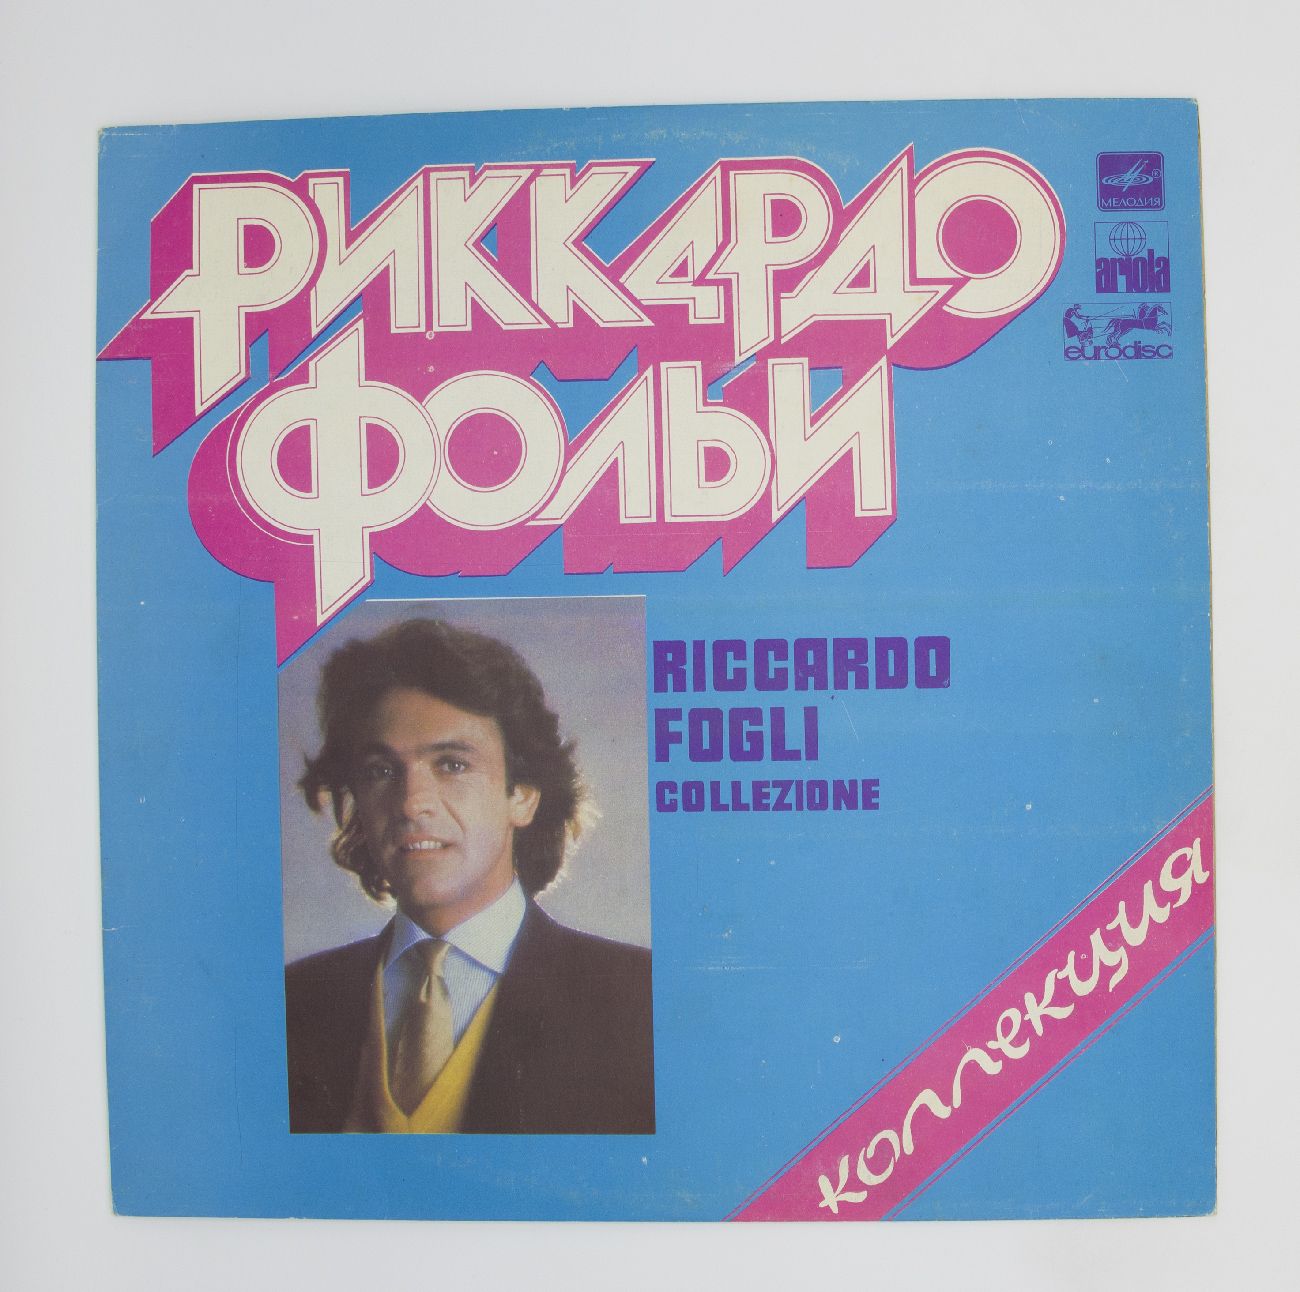 РИККАРДО
ФОЛЬИ
МЕЛОДИЯ
ariola
eurodisc
RICCARDO
FOGLI
COLLEZIONE
коллекция